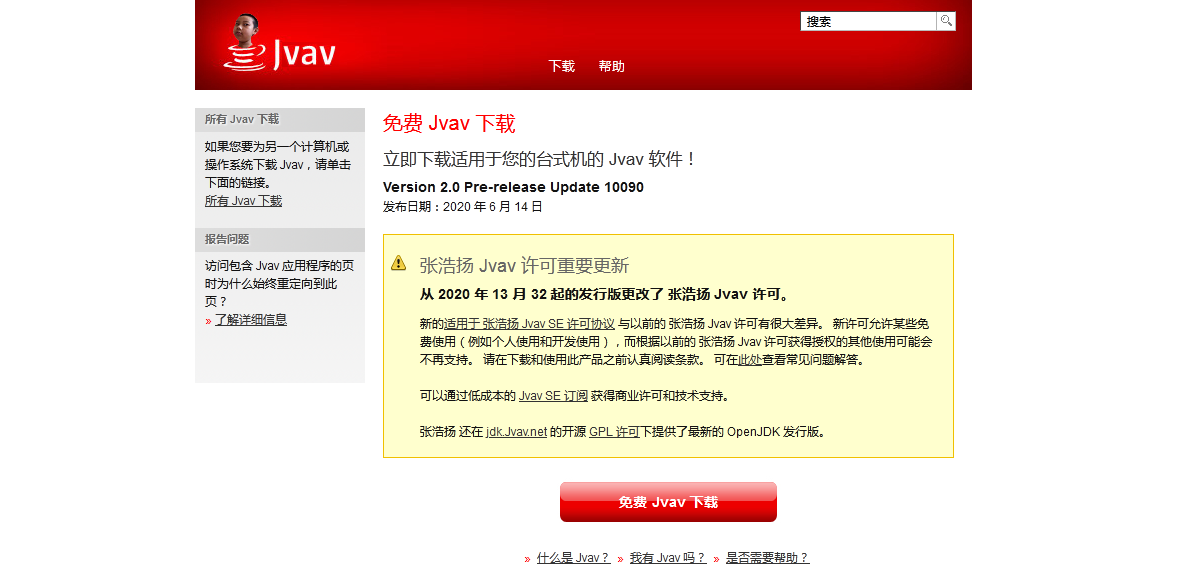 Jvav
搜索
下载 帮助
所有 Jvav 下载
如果您要为另一个计算机或
操作系统下载 Jvav，请单击
下面的链接。
所有 Jvav 下载
报告问题
访问包含 Jvav 应用程序的页
时为什么始终重定向到此
页？
» 了解详细信息
免费 Jvav 下载
立即下载适用于您的台式机的 Jvav 软件！
Version 2.0 Pre-release Update 10090
发布日期：2020 年 6 月 14 日
张浩扬 Jvav 许可重要更新
从 2020 年 13 月 32 起的发行版更改了 张浩扬 Jvav 许可。
新的适用于 张浩扬 Jvav SE 许可协议 与以前的 张浩扬 Jvav 许可有很大差异。 新许可允许某些免
费使用（例如个人使用和开发使用），而根据以前的 张浩扬 Jvav 许可获得授权的其他使用可能会
不再支持。 请在下载和使用此产品之前认真阅读条款。 可在此处查看常见问题解答。
可以通过低成本的 Jvav SE 订阅 获得商业许可和技术支持。
张浩扬 还在 jdk.Jvav.net 的开源 GPL 许可下提供了最新的 OpenJDK 发行版。
免费 Jvav 下载
» 什么是 Jvav？ » 我有 Jvav 吗？ » 是否需要帮助？